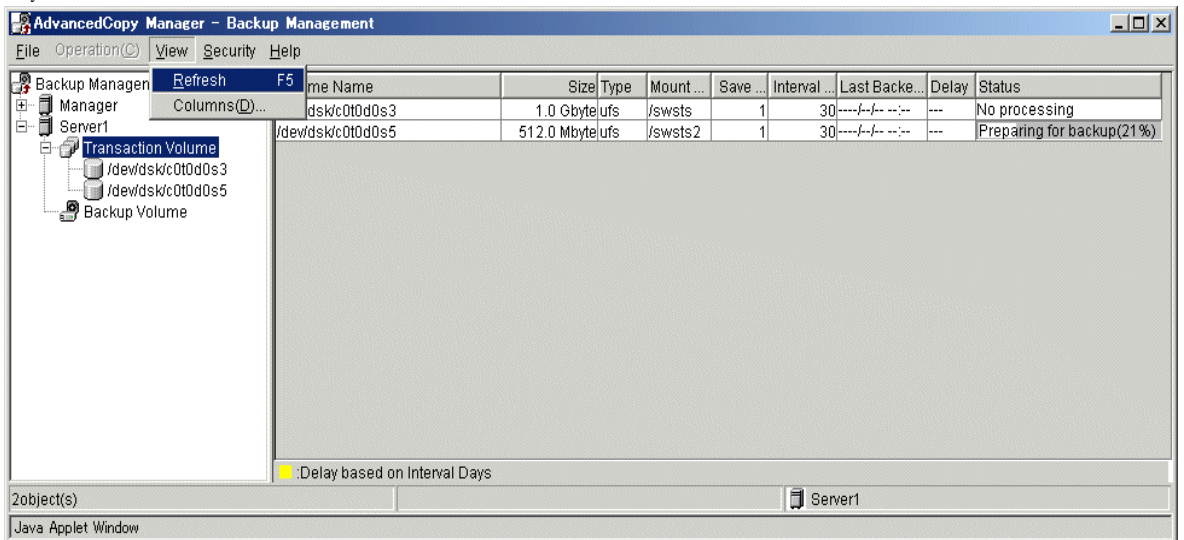 AdvancedCopy Manager - Backup Management
File Operation(C) View Security Help
Refresh F5
Columns(D)...
Backup Managen
Manager
Server1
Transaction Volume
/dev/dsk/c0t0d0s3
/dev/dsk/c0t0d0s5
Backup Volume
me Name Size Type Mount ... Save ... Interval ... Last Backe... Delay Status
dsk/c0t0d0s3 1.0 Gbyte ufs /swsts 1 30 ----/--/-- --:-- --- No processing
/dev/dsk/c0t0d0s5 512.0 Mbyte ufs /swsts2 1 30 ----/--/-- --:-- --- Preparing for backup(21%)
:Delay based on Interval Days
2object(s) Server1
Java Applet Window